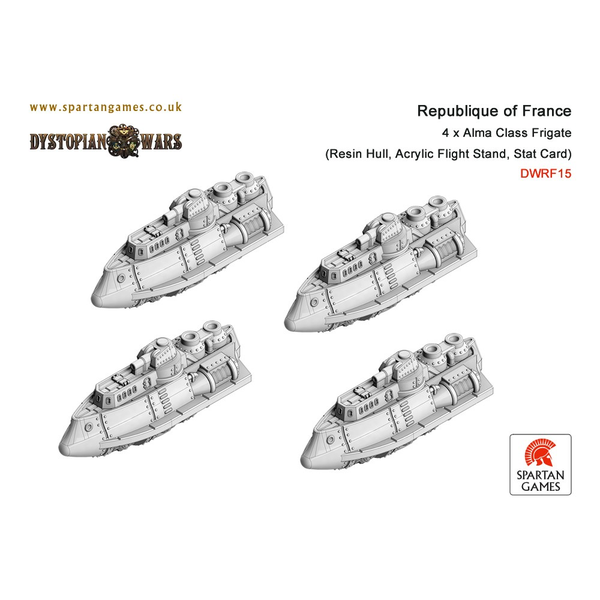 www.spartangames.co.uk
DYSTOPIAN WARS
Republique of France
4 x Alma Class Frigate
(Resin Hull, Acrylic Flight Stand, Stat Card)
DWRF15
SPARTAN
GAMES